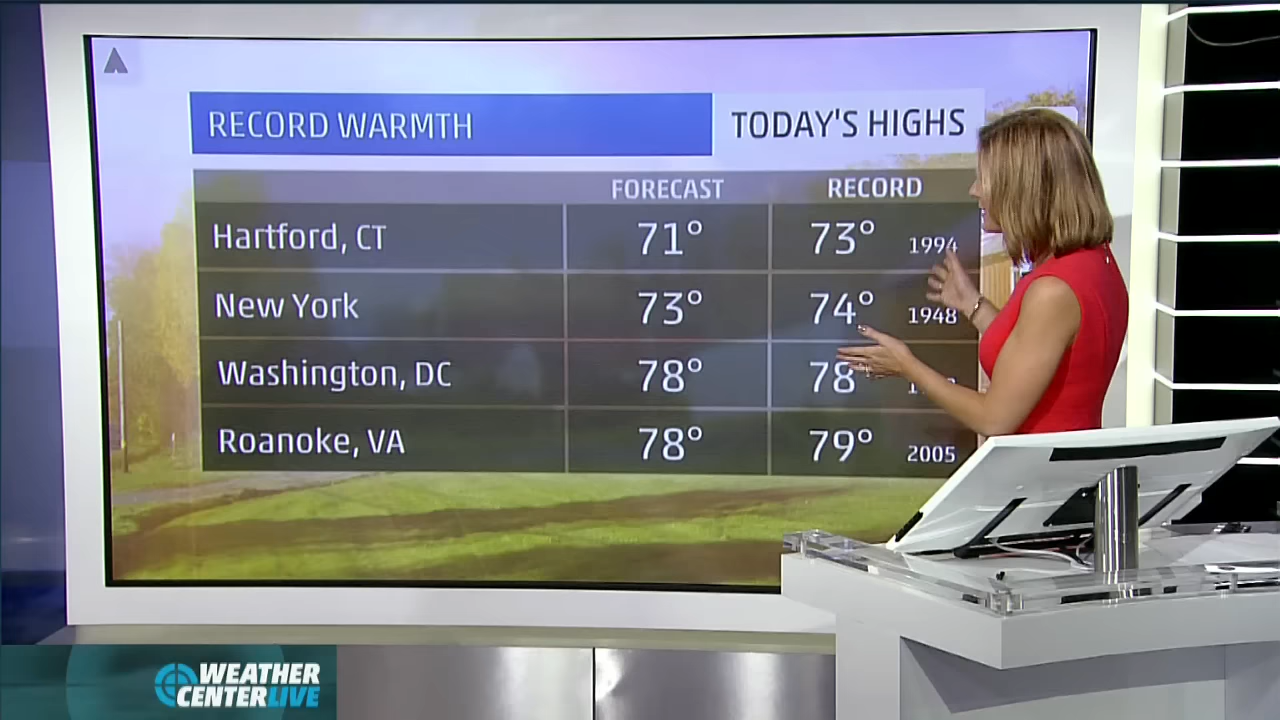 RECORD WARMTH TODAY'S HIGHS
FORECAST RECORD
Hartford, CT 71° 73° 1994
New York 73° 74° 1948
Washington, DC 78° 78°
Roanoke, VA 78° 79° 2005
WEATHER
CENTER LIVE